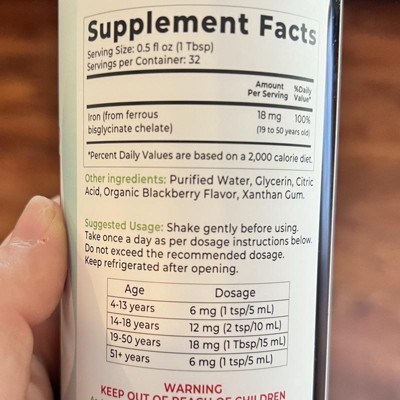 Supplement Facts
Serving Size: 0.5 fl oz (1 Tbsp)
Servings per Container: 32
Amount %Daily
Per Serving Value*
Iron (from ferrous 18 mg 100%
bisglycinate chelate) (19 to 50 years old)
*Percent Daily Values are based on a 2,000 calorie diet.
Other ingredients: Purified Water, Glycerin, Citric
Acid, Organic Blackberry Flavor, Xanthan Gum.
Suggested Usage: Shake gently before using.
Take once a day as per dosage instructions below.
Do not exceed the recommended dosage.
Keep refrigerated after opening.
Age Dosage
4-13 years 6 mg (1 tsp/5 mL)
14-18 years 12 mg (2 tsp/10 mL)
19-50 years 18 mg (1 Tbsp/15 mL)
51+ years 6 mg (1 tsp/5 mL)
WARNING
KEEP OUT OF REACH OF CHILDREN